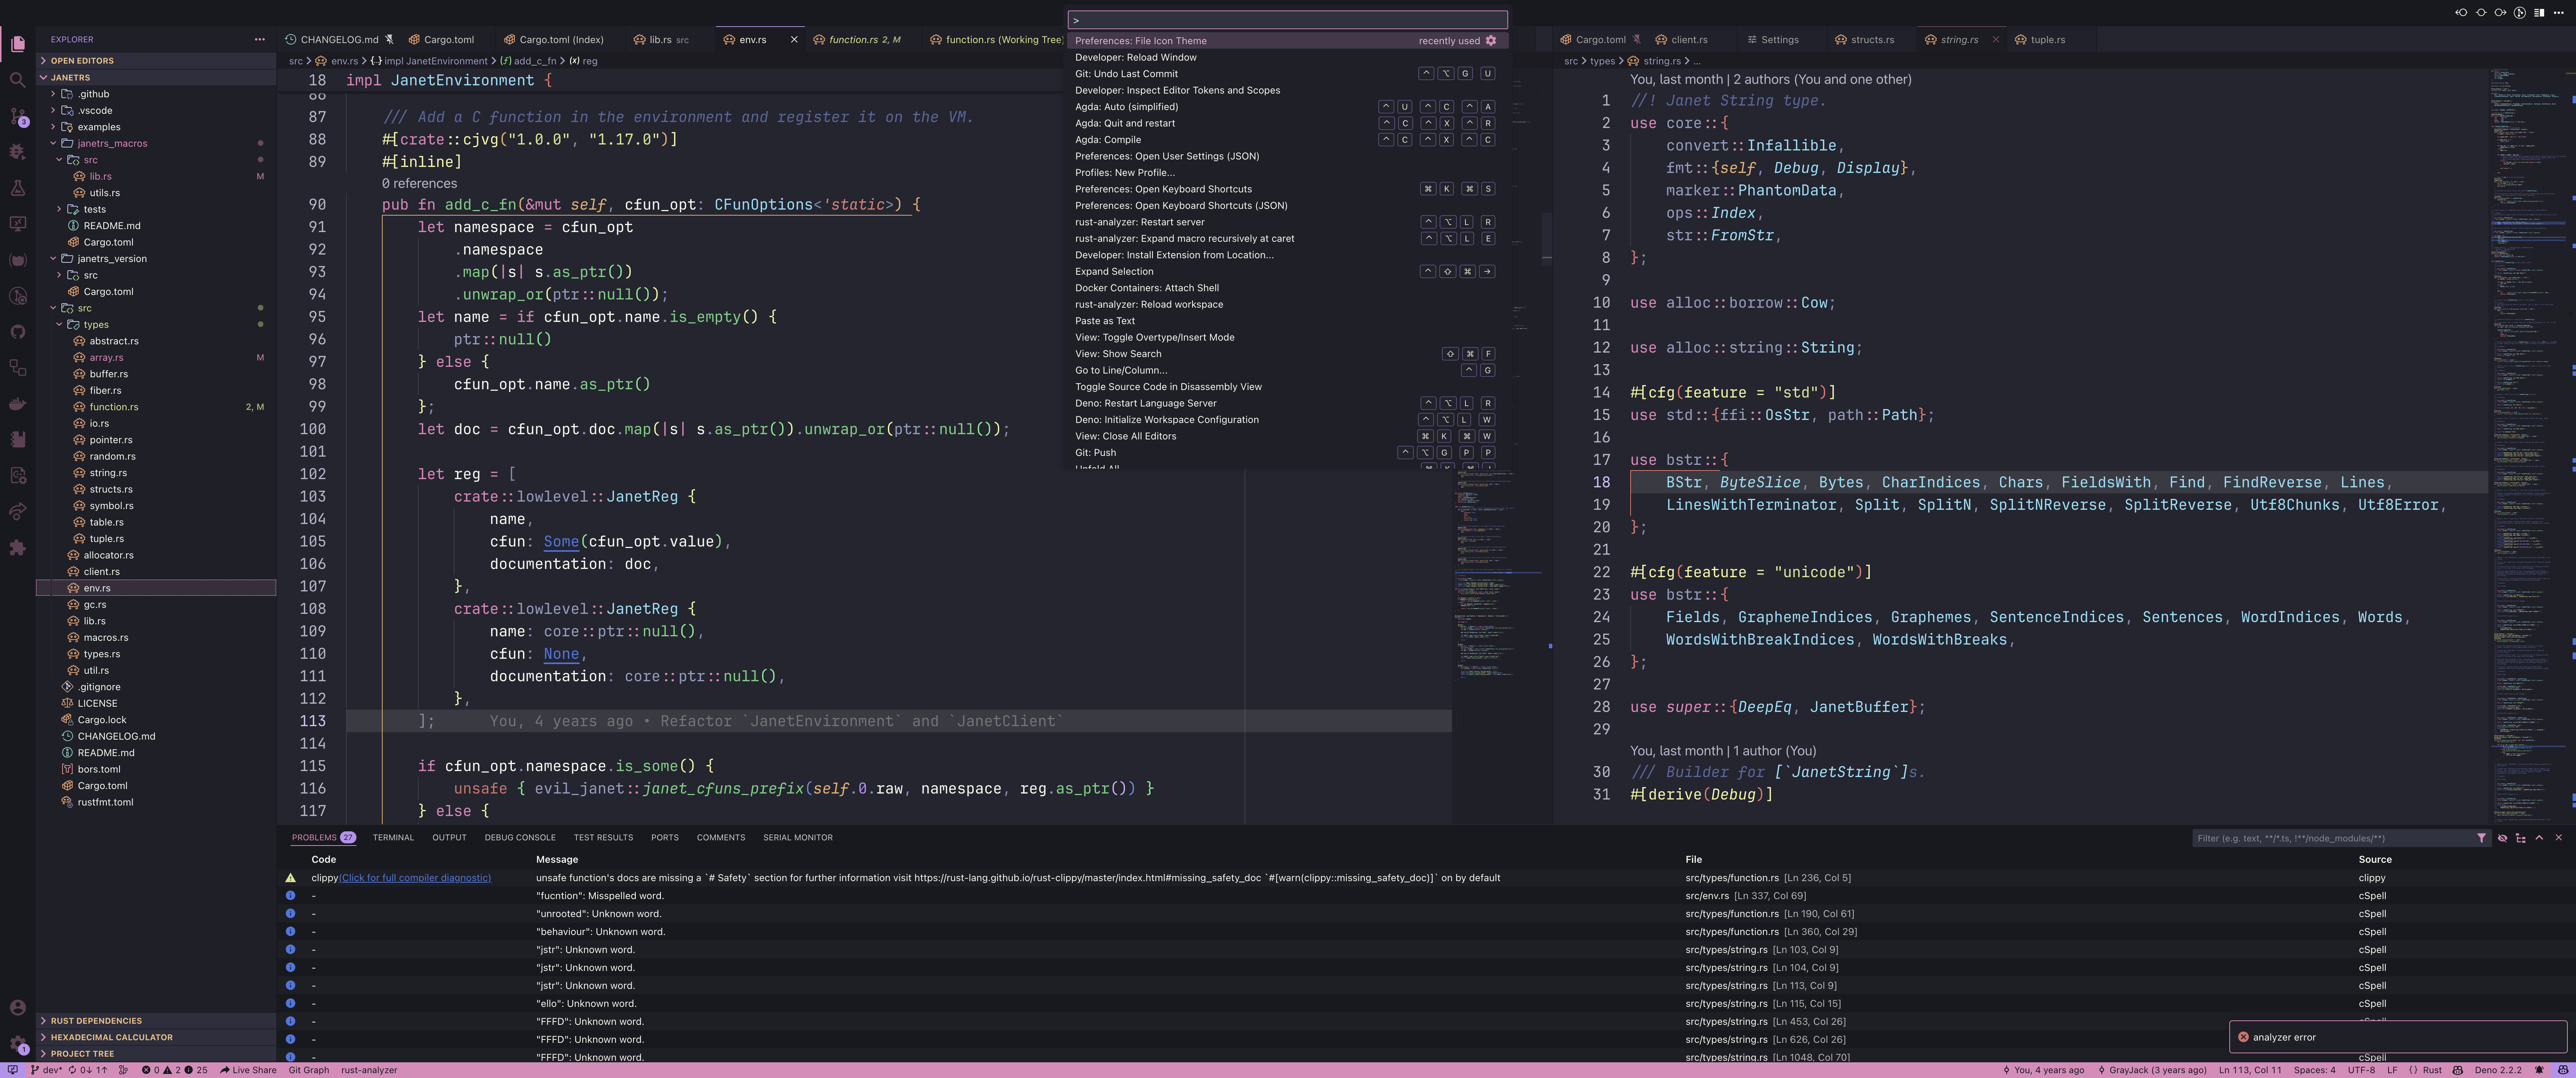 >
Preferences: File Icon Theme recently used
Developer: Reload Window
Git: Undo Last Commit ⌃ ⌥ G U
Developer: Inspect Editor Tokens and Scopes
Agda: Auto (simplified) ⌃ U ⌃ C ⌃ A
Agda: Quit and restart ⌃ C ⌃ X ⌃ R
Agda: Compile ⌃ C ⌃ X ⌃ C
Preferences: Open User Settings (JSON)
Profiles: New Profile...
Preferences: Open Keyboard Shortcuts ⌘ K ⌘ S
Preferences: Open Keyboard Shortcuts (JSON)
rust-analyzer: Restart server ⌃ ⌥ L R
rust-analyzer: Expand macro recursively at caret ⌃ ⌥ L E
Developer: Install Extension from Location...
Expand Selection ⌃ ⇧ ⌘ →
Docker Containers: Attach Shell
rust-analyzer: Reload workspace
Paste as Text
View: Toggle Overtype/Insert Mode
View: Show Search ⇧ ⌘ F
Go to Line/Column... ⌃ G
Toggle Source Code in Disassembly View
Deno: Restart Language Server ⌃ ⌥ L R
Deno: Initialize Workspace Configuration ⌃ ⌥ L W
View: Close All Editors ⌘ K ⌘ W
Git: Push ⌃ ⌥ G P P
Unfold All
EXPLORER ...
OPEN EDITORS
JANETRS
.github
.vscode
examples
janetrs_macros
src
lib.rs M
utils.rs
tests
README.md
Cargo.toml
janetrs_version
src
Cargo.toml
src
types
abstract.rs
array.rs M
buffer.rs
fiber.rs
function.rs 2, M
io.rs
pointer.rs
random.rs
string.rs
structs.rs
symbol.rs
table.rs
tuple.rs
allocator.rs
client.rs
env.rs
gc.rs
lib.rs
macros.rs
types.rs
util.rs
.gitignore
LICENSE
Cargo.lock
CHANGELOG.md
README.md
bors.toml
Cargo.toml
rustfmt.toml
RUST DEPENDENCIES
HEXADECIMAL CALCULATOR
PROJECT TREE
3
1
CHANGELOG.md Cargo.toml Cargo.toml (Index) lib.rs src env.rs function.rs 2, M function.rs (Working Tree)
src > env.rs > impl JanetEnvironment > add_c_fn > reg
18 impl JanetEnvironment {
86
87 /// Add a C function in the environment and register it on the VM.
88 #[crate::cjvg("1.0.0", "1.17.0")]
89 #[inline]
0 references
90 pub fn add_c_fn(&mut self, cfun_opt: CFunOptions<'static>) {
91 let namespace = cfun_opt
92 .namespace
93 .map(|s| s.as_ptr())
94 .unwrap_or(ptr::null());
95 let name = if cfun_opt.name.is_empty() {
96 ptr::null()
97 } else {
98 cfun_opt.name.as_ptr()
99 };
100 let doc = cfun_opt.doc.map(|s| s.as_ptr()).unwrap_or(ptr::null());
101
102 let reg = [
103 crate::lowlevel::JanetReg {
104 name,
105 cfun: Some(cfun_opt.value),
106 documentation: doc,
107 },
108 crate::lowlevel::JanetReg {
109 name: core::ptr::null(),
110 cfun: None,
111 documentation: core::ptr::null(),
112 },
113 ]; You, 4 years ago • Refactor `JanetEnvironment` and `JanetClient`
114
115 if cfun_opt.namespace.is_some() {
116 unsafe { evil_janet::janet_cfuns_prefix(self.0.raw, namespace, reg.as_ptr()) }
117 } else {
Cargo.toml client.rs Settings structs.rs string.rs tuple.rs
src > types > string.rs > ...
You, last month | 2 authors (You and one other)
1 //! Janet String type.
2 use core::{
3 convert::Infallible,
4 fmt::{self, Debug, Display},
5 marker::PhantomData,
6 ops::Index,
7 str::FromStr,
8 };
9
10 use alloc::borrow::Cow;
11
12 use alloc::string::String;
13
14 #[cfg(feature = "std")]
15 use std::{ffi::OsStr, path::Path};
16
17 use bstr::{
18 BStr, ByteSlice, Bytes, CharIndices, Chars, FieldsWith, Find, FindReverse, Lines,
19 LinesWithTerminator, Split, SplitN, SplitNReverse, SplitReverse, Utf8Chunks, Utf8Error,
20 };
21
22 #[cfg(feature = "unicode")]
23 use bstr::{
24 Fields, GraphemeIndices, Graphemes, SentenceIndices, Sentences, WordIndices, Words,
25 WordsWithBreakIndices, WordsWithBreaks,
26 };
27
28 use super::{DeepEq, JanetBuffer};
29
You, last month | 1 author (You)
30 /// Builder for [`JanetString`]s.
31 #[derive(Debug)]
PROBLEMS 27 TERMINAL OUTPUT DEBUG CONSOLE TEST RESULTS PORTS COMMENTS SERIAL MONITOR Filter (e.g. text, **/*.ts, !**/node_modules/**)
Code Message File Source
clippy(Click for full compiler diagnostic) unsafe function's docs are missing a `# Safety` section for further information visit https://rust-lang.github.io/rust-clippy/master/index.html#missing_safety_doc `#[warn(clippy::missing_safety_doc)]` on by default src/types/function.rs [Ln 236, Col 5] clippy
- "fucntion": Misspelled word. src/env.rs [Ln 337, Col 69] cSpell
- "unrooted": Unknown word. src/types/function.rs [Ln 190, Col 61] cSpell
- "behaviour": Unknown word. src/types/function.rs [Ln 360, Col 29] cSpell
- "jstr": Unknown word. src/types/string.rs [Ln 103, Col 9] cSpell
- "jstr": Unknown word. src/types/string.rs [Ln 104, Col 9] cSpell
- "jstr": Unknown word. src/types/string.rs [Ln 113, Col 9] cSpell
- "ello": Unknown word. src/types/string.rs [Ln 115, Col 15] cSpell
- "FFFD": Unknown word. src/types/string.rs [Ln 453, Col 26] cSpell
- "FFFD": Unknown word. src/types/string.rs [Ln 626, Col 26] cSpell
- "FFFD": Unknown word. src/types/string.rs [Ln 1048, Col 70] cSpell
analyzer error
dev* 0↓ 1↑ 0 2 25 Live Share Git Graph rust-analyzer You, 4 years ago GrayJack (3 years ago) Ln 113, Col 11 Spaces: 4 UTF-8 LF {} Rust Deno 2.2.2